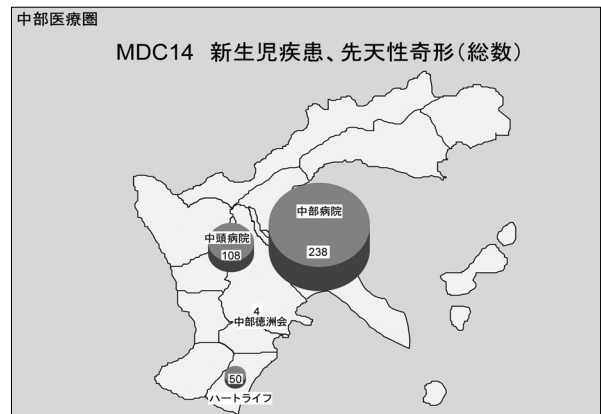 中部医療圏
MDC14 新生児疾患、先天性奇形（総数）
中部病院
238
中頭病院
108
4
中部徳洲会
50
ハートライフ